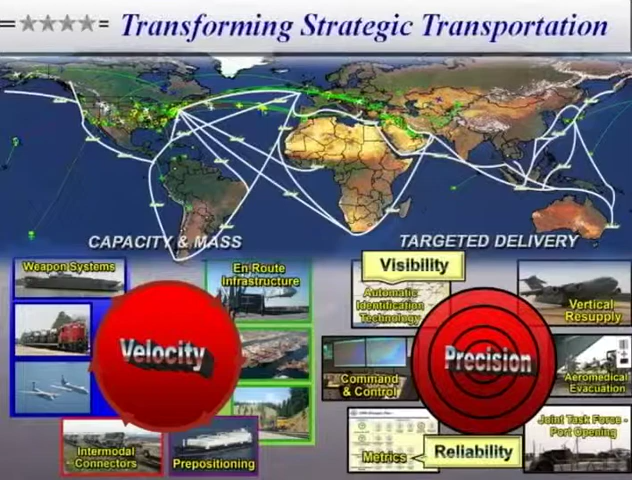 Transforming Strategic Transportation
CAPACITY & MASS
TARGETED DELIVERY
Weapon Systems
En Route
Infrastructure
Velocity
Intermodal
Connectors
Prepositioning
Visibility
Automatic
Identification
Technology
Vertical
Resupply
Precision
Command
& Control
Aeromedical
Evacuation
Joint Task Force -
Port Opening
Metrics
Reliability